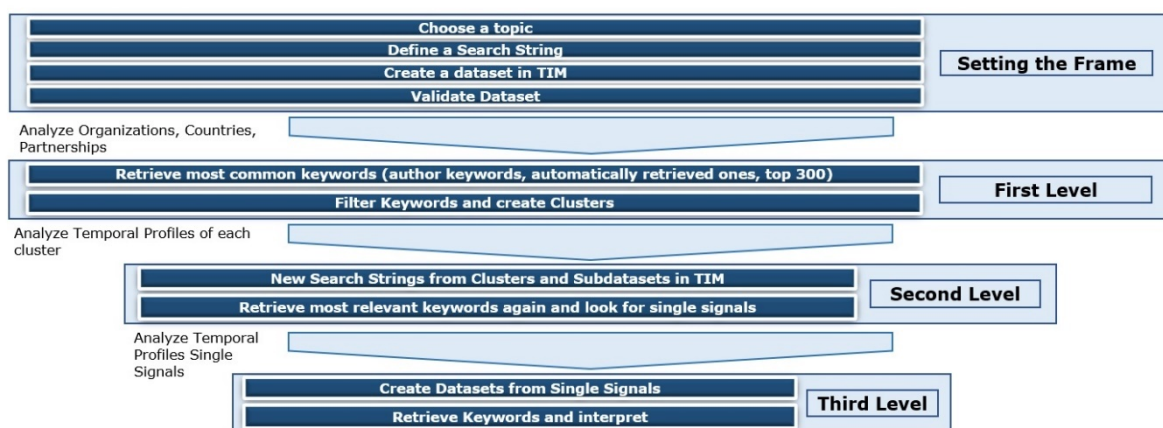 Choose a topic
Define a Search String
Create a dataset in TIM
Validate Dataset
Setting the Frame
Analyze Organizations, Countries,
Partnerships
Retrieve most common keywords (author keywords, automatically retrieved ones, top 300)
Filter Keywords and create Clusters
First Level
Analyze Temporal Profiles of each
cluster
New Search Strings from Clusters and Subdatasets in TIM
Retrieve most relevant keywords again and look for single signals
Second Level
Analyze Temporal
Profiles Single
Signals
Create Datasets from Single Signals
Retrieve Keywords and interpret
Third Level